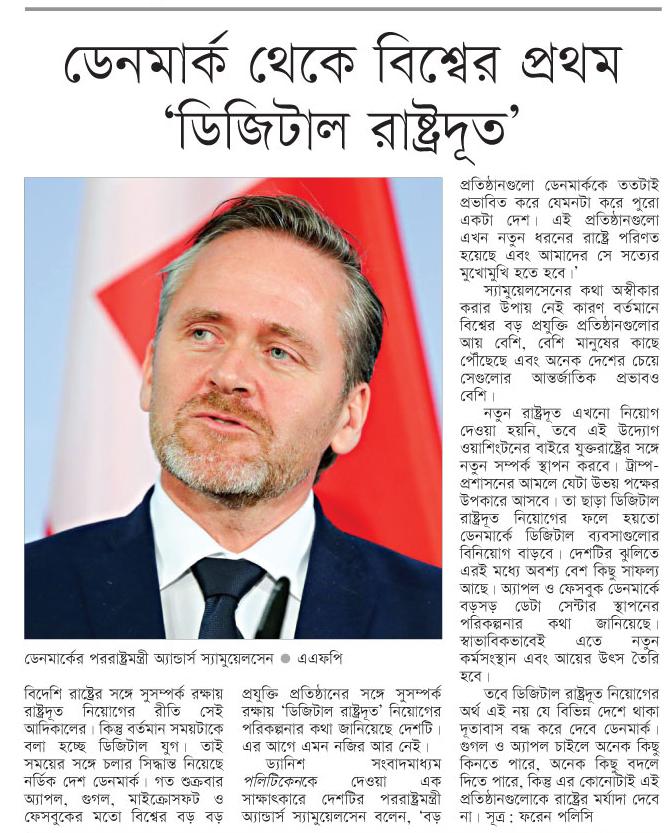 ডেনমার্ক থেকে বিশ্বের প্রথম
‘ডিজিটাল রাষ্ট্রদূত’
ডেনমার্কের পররাষ্ট্রমন্ত্রী অ্যান্ডার্স স্যামুয়েলসেন ● এএফপি
বিদেশি রাষ্ট্রের সঙ্গে সুসম্পর্ক রক্ষায়
রাষ্ট্রদূত নিয়োগের রীতি সেই
আদিকালের। কিন্তু বর্তমান সময়টাকে
বলা হচ্ছে ডিজিটাল যুগ। তাই
সময়ের সঙ্গে চলার সিদ্ধান্ত নিয়েছে
নর্ডিক দেশ ডেনমার্ক। গত শুক্রবার
অ্যাপল, গুগল, মাইক্রোসফট ও
ফেসবুকের মতো বিশ্বের বড় বড়
প্রযুক্তি প্রতিষ্ঠানের সঙ্গে সুসম্পর্ক
রক্ষায় ‘ডিজিটাল রাষ্ট্রদূত’ নিয়োগের
পরিকল্পনার কথা জানিয়েছে দেশটি।
এর আগে এমন নজির আর নেই।
ড্যানিশ সংবাদমাধ্যম
পলিটিকেনকে দেওয়া এক
সাক্ষাৎকারে দেশটির পররাষ্ট্রমন্ত্রী
অ্যান্ডার্স স্যামুয়েলসেন বলেন, ‘বড়
প্রতিষ্ঠানগুলো ডেনমার্ককে ততটাই
প্রভাবিত করে যেমনটা করে পুরো
একটা দেশ। এই প্রতিষ্ঠানগুলো
এখন নতুন ধরনের রাষ্ট্রে পরিণত
হয়েছে এবং আমাদের সে সত্যের
মুখোমুখি হতে হবে।’
স্যামুয়েলসেনের কথা অস্বীকার
করার উপায় নেই কারণ বর্তমানে
বিশ্বের বড় প্রযুক্তি প্রতিষ্ঠানগুলোর
আয় বেশি, বেশি মানুষের কাছে
পৌঁছেছে এবং অনেক দেশের চেয়ে
সেগুলোর আন্তর্জাতিক প্রভাবও
বেশি।
নতুন রাষ্ট্রদূত এখনো নিয়োগ
দেওয়া হয়নি, তবে এই উদ্যোগ
ওয়াশিংটনের বাইরে যুক্তরাষ্ট্রের সঙ্গে
নতুন সম্পর্ক স্থাপন করবে। ট্রাম্প-
প্রশাসনের আমলে যেটা উভয় পক্ষের
উপকারে আসবে। তা ছাড়া ডিজিটাল
রাষ্ট্রদূত নিয়োগের ফলে হয়তো
ডেনমার্কে ডিজিটাল ব্যবসাগুলোর
বিনিয়োগ বাড়বে। দেশটির ঝুলিতে
এরই মধ্যে অবশ্য বেশ কিছু সাফল্য
আছে। অ্যাপল ও ফেসবুক ডেনমার্কে
বড়সড় ডেটা সেন্টার স্থাপনের
পরিকল্পনার কথা জানিয়েছে।
স্বাভাবিকভাবেই এতে নতুন
কর্মসংস্থান এবং আয়ের উৎস তৈরি
হবে।
তবে ডিজিটাল রাষ্ট্রদূত নিয়োগের
অর্থ এই নয় যে বিভিন্ন দেশে থাকা
দূতাবাস বন্ধ করে দেবে ডেনমার্ক।
গুগল ও অ্যাপল চাইলে অনেক কিছু
কিনতে পারে, অনেক কিছু বদলে
দিতে পারে, কিন্তু এর কোনোটাই এই
প্রতিষ্ঠানগুলোকে রাষ্ট্রের মর্যাদা দেবে
না। সূত্র : ফরেন পলিসি